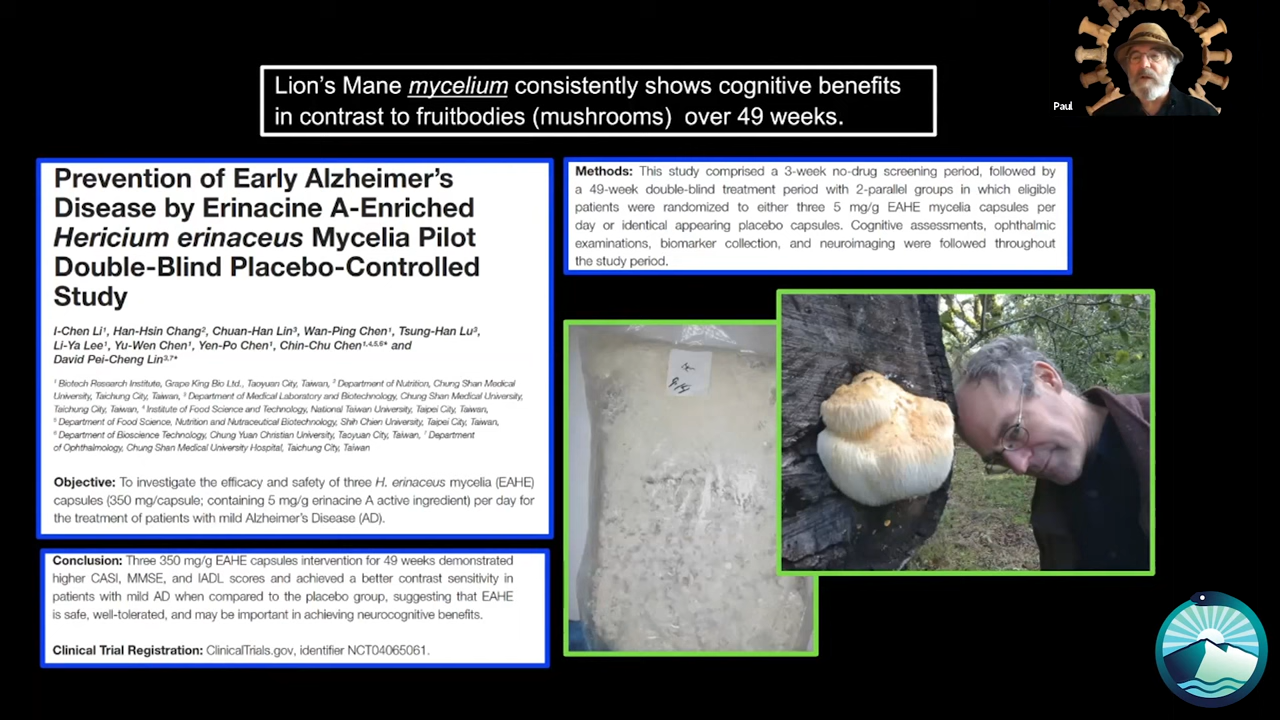 Lion's Mane mycelium consistently shows cognitive benefits
in contrast to fruitbodies (mushrooms) over 49 weeks.
Paul
Prevention of Early Alzheimer's
Disease by Erinacine A-Enriched
Hericium erinaceus Mycelia Pilot
Double-Blind Placebo-Controlled
Study
I-Chen Li¹, Han-Hsin Chang², Chuan-Han Lin³, Wan-Ping Chen¹, Tsung-Han Lu³,
Li-Ya Lee¹, Yu-Wen Chen¹, Yen-Po Chen¹, Chin-Chu Chen¹,⁴,⁵,⁶* and
David Pei-Cheng Lin³,⁷*
¹ Biotech Research Institute, Grape King Bio Ltd., Taoyuan City, Taiwan, ² Department of Nutrition, Chung Shan Medical
University, Taichung City, Taiwan, ³ Department of Medical Laboratory and Biotechnology, Chung Shan Medical University,
Taichung City, Taiwan, ⁴ Institute of Food Science and Technology, National Taiwan University, Taipei City, Taiwan,
⁵ Department of Food Science, Nutrition and Nutraceutical Biotechnology, Shih Chien University, Taipei City, Taiwan,
⁶ Department of Bioscience Technology, Chung Yuan Christian University, Taoyuan City, Taiwan, ⁷ Department
of Ophthalmology, Chung Shan Medical University Hospital, Taichung City, Taiwan
Objective: To investigate the efficacy and safety of three H. erinaceus mycelia (EAHE)
capsules (350 mg/capsule; containing 5 mg/g erinacine A active ingredient) per day for
the treatment of patients with mild Alzheimer's Disease (AD).
Conclusion: Three 350 mg/g EAHE capsules intervention for 49 weeks demonstrated
higher CASI, MMSE, and IADL scores and achieved a better contrast sensitivity in
patients with mild AD when compared to the placebo group, suggesting that EAHE
is safe, well-tolerated, and may be important in achieving neurocognitive benefits.
Clinical Trial Registration: ClinicalTrials.gov, identifier NCT04065061.
Methods: This study comprised a 3-week no-drug screening period, followed by
a 49-week double-blind treatment period with 2-parallel groups in which eligible
patients were randomized to either three 5 mg/g EAHE mycelia capsules per
day or identical appearing placebo capsules. Cognitive assessments, ophthalmic
examinations, biomarker collection, and neuroimaging were followed throughout
the study period.